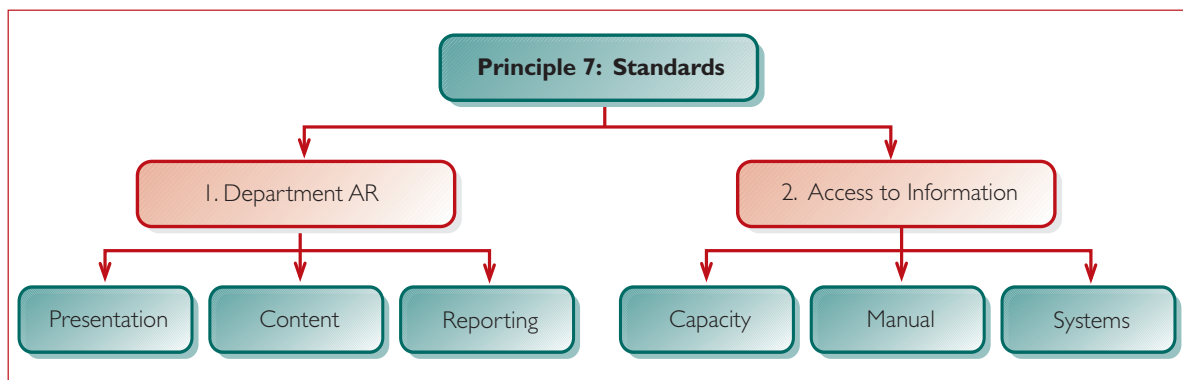 Principle 7: Standards
1. Department AR
2. Access to Information
Presentation
Content
Reporting
Capacity
Manual
Systems